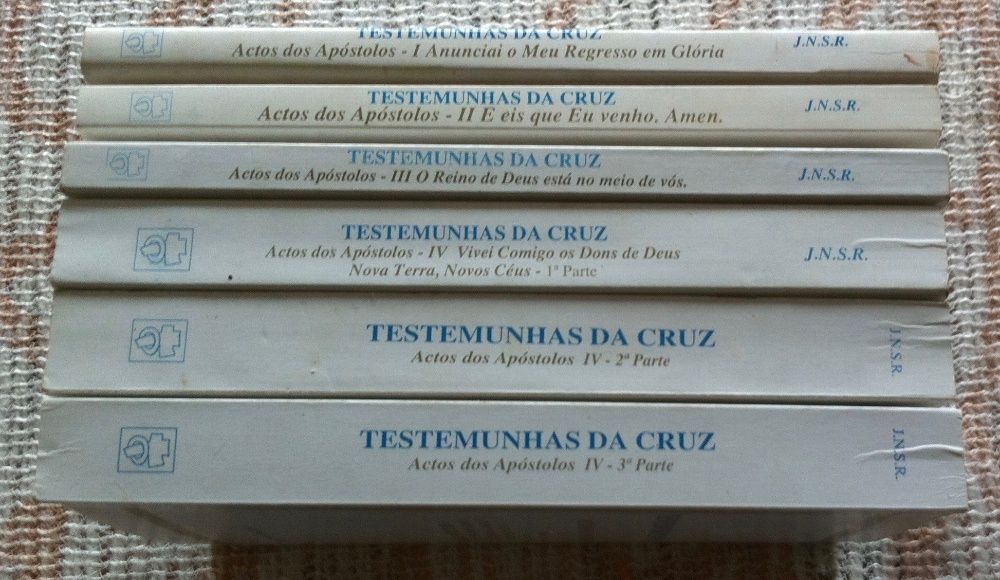 TESTEMUNHAS DA CRUZ
Actos dos Apóstolos - I Anunciai o Meu Regresso em Glória
J.N.S.R.
TESTEMUNHAS DA CRUZ
Actos dos Apóstolos - II E eis que Eu venho. Amen.
J.N.S.R.
TESTEMUNHAS DA CRUZ
Actos dos Apóstolos - III O Reino de Deus está no meio de vós.
J.N.S.R.
TESTEMUNHAS DA CRUZ
Actos dos Apóstolos - IV Vivei Comigo os Dons de Deus
Nova Terra, Novos Céus - 1ª Parte
J.N.S.R.
TESTEMUNHAS DA CRUZ
Actos dos Apóstolos IV - 2ª Parte
J.N.S.R.
TESTEMUNHAS DA CRUZ
Actos dos Apóstolos IV - 3ª Parte
J.N.S.R.